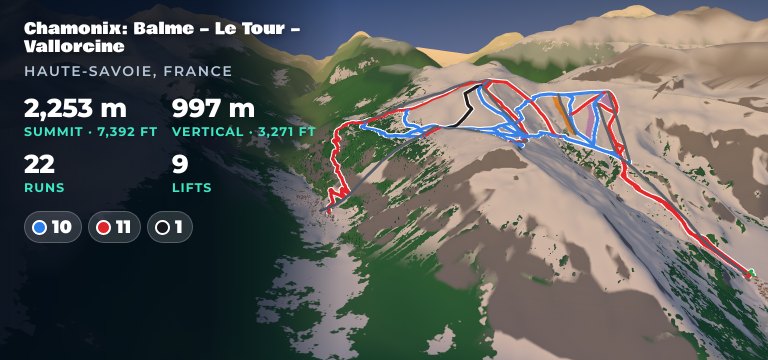 Chamonix: Balme – Le Tour –
Vallorcine
HAUTE-SAVOIE, FRANCE
2,253 m
SUMMIT · 7,392 FT
997 m
VERTICAL · 3,271 FT
22
RUNS
9
LIFTS
10
11
1